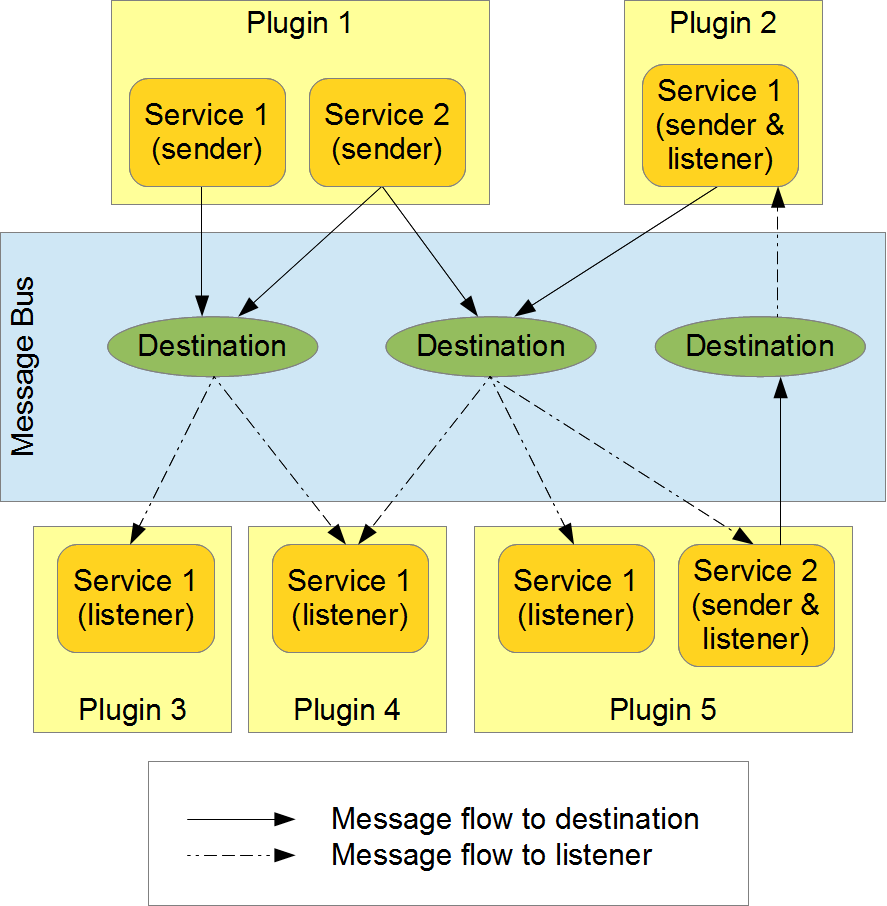 Plugin 1
Plugin 2
Service 1
(sender)
Service 2
(sender)
Service 1
(sender &
listener)
Message Bus
Destination
Destination
Destination
Service 1
(listener)
Service 1
(listener)
Service 1
(listener)
Service 2
(sender &
listener)
Plugin 3
Plugin 4
Plugin 5
Message flow to destination
Message flow to listener